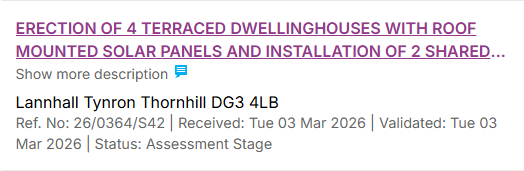 ERECTION OF 4 TERRACED DWELLINGHOUSES WITH ROOF
MOUNTED SOLAR PANELS AND INSTALLATION OF 2 SHARED...
Show more description
Lannhall Tynron Thornhill DG3 4LB
Ref. No: 26/0364/S42 | Received: Tue 03 Mar 2026 | Validated: Tue 03
Mar 2026 | Status: Assessment Stage